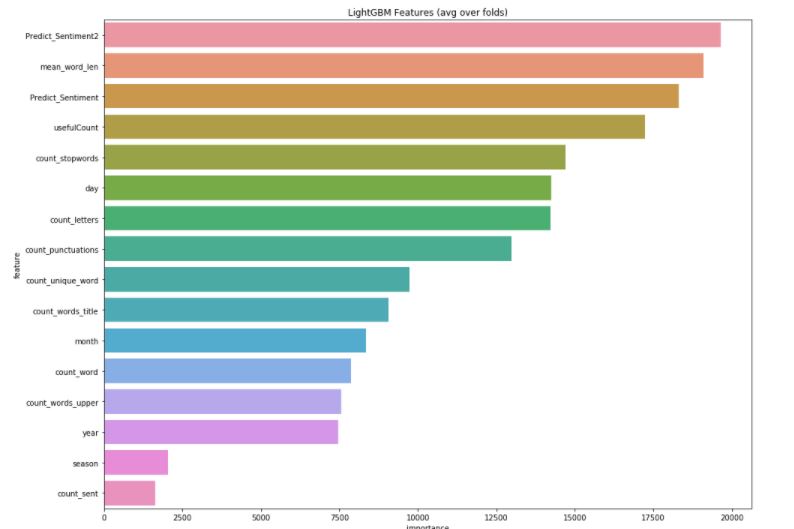 LightGBM Features (avg over folds)
feature
Predict_Sentiment2
mean_word_len
Predict_Sentiment
usefulCount
count_stopwords
day
count_letters
count_punctuations
count_unique_word
count_words_title
month
count_word
count_words_upper
year
season
count_sent
0 2500 5000 7500 10000 12500 15000 17500 20000
importance